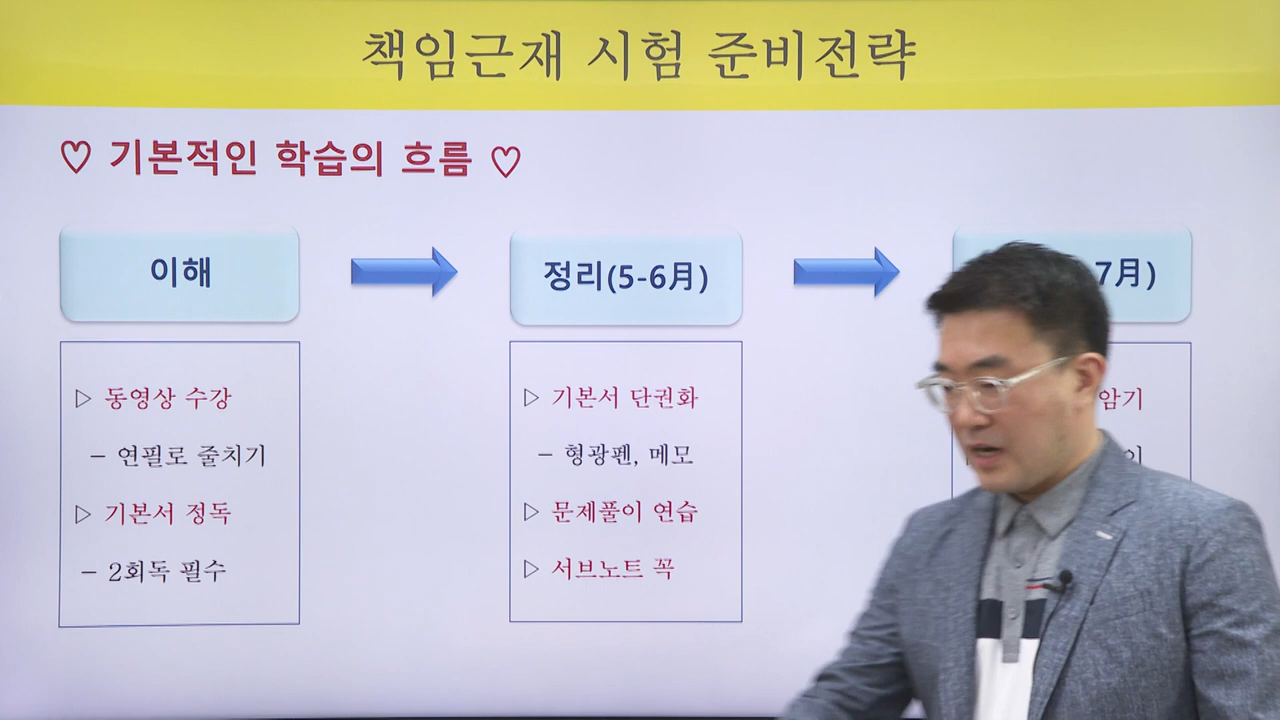 책임근재 시험 준비전략
♡ 기본적인 학습의 흐름 ♡
이해
정리(5-6月)
7月)
▷ 동영상 수강
- 연필로 줄치기
▷ 기본서 정독
- 2회독 필수
▷ 기본서 단권화
- 형광펜, 메모
▷ 문제풀이 연습
▷ 서브노트 꼭
암기